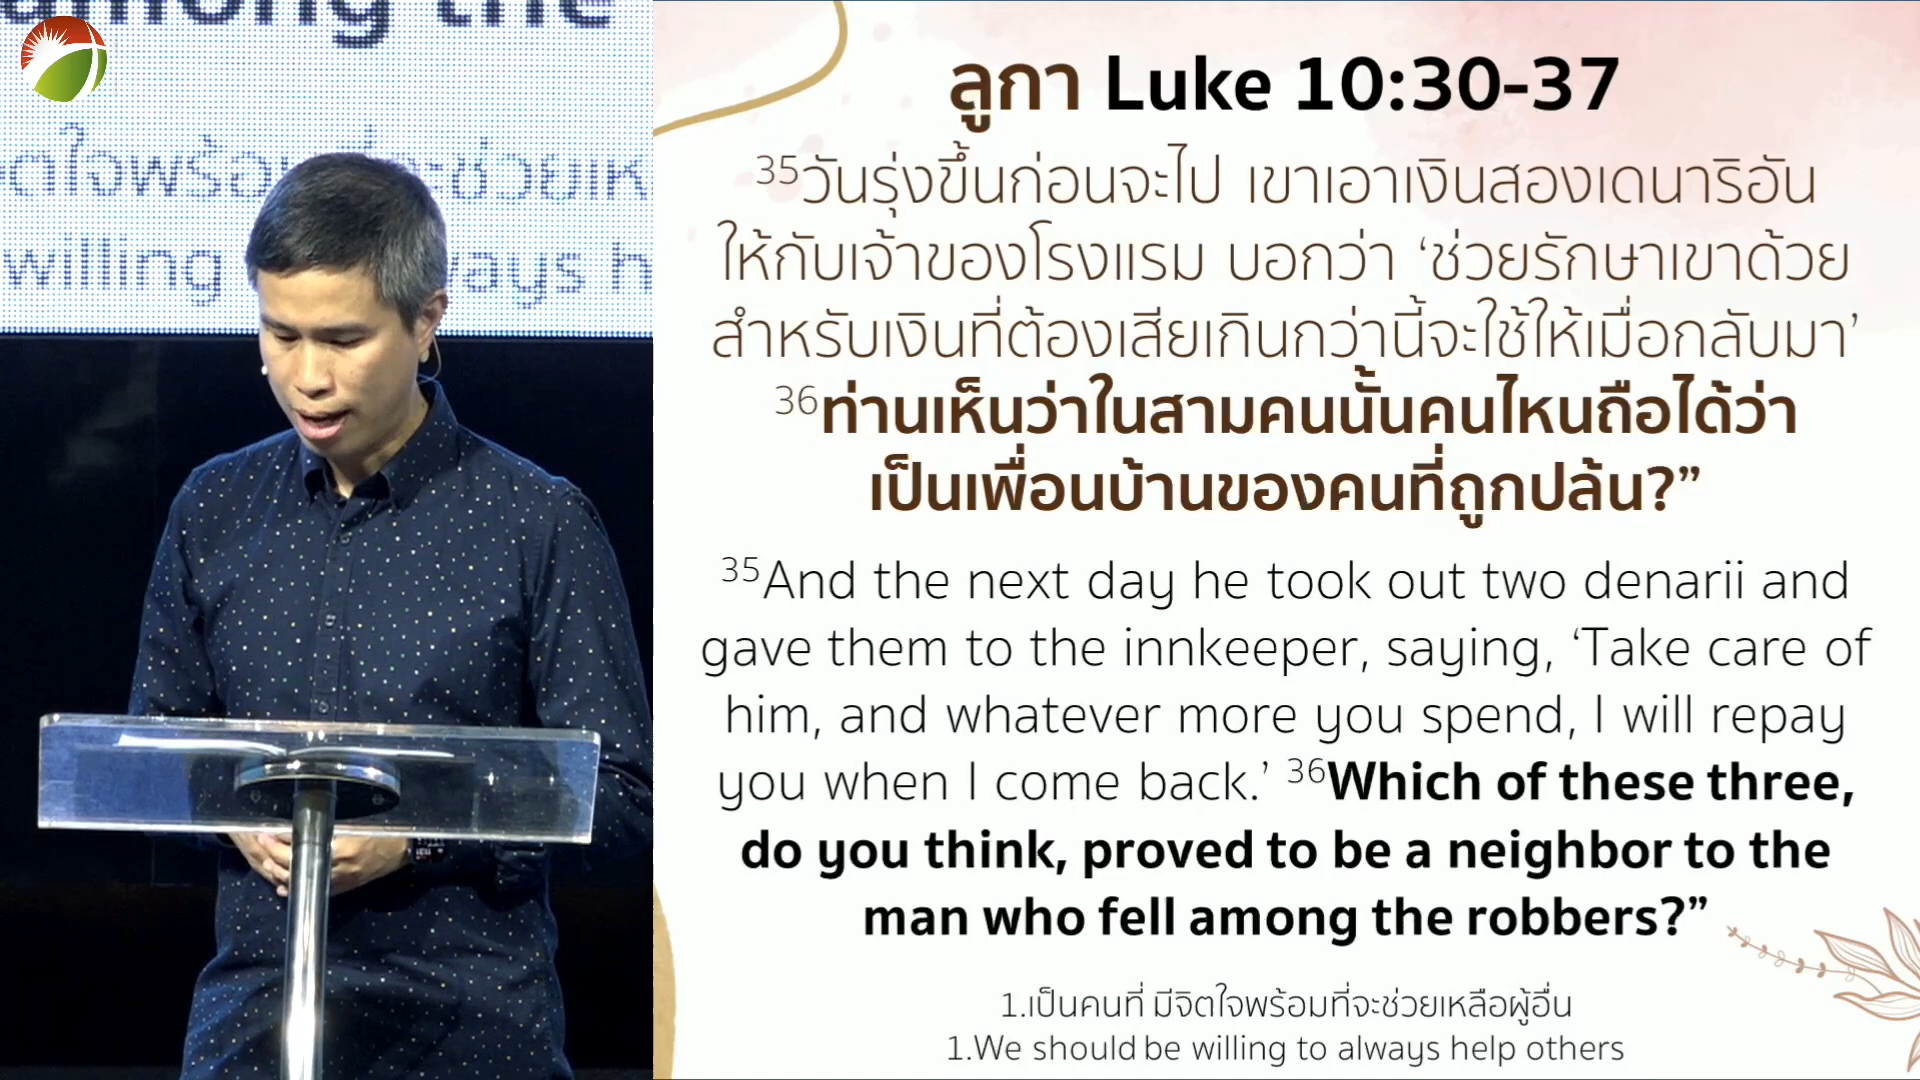 among the
willing
ways h
ลูกา Luke 10:30-37
35วันรุ่งขึ้นก่อนจะไป เขาเอาเงินสองเดนาริอัน
ให้กับเจ้าของโรงแรม บอกว่า ‘ช่วยรักษาเขาด้วย
สำหรับเงินที่ต้องเสียเกินกว่านี้จะใช้ให้เมื่อกลับมา’
36ท่านเห็นว่าในสามคนนั้นคนไหนถือได้ว่า
เป็นเพื่อนบ้านของคนที่ถูกปล้น?”
35And the next day he took out two denarii and
gave them to the innkeeper, saying, ‘Take care of
him, and whatever more you spend, I will repay
you when I come back.’ 36Which of these three,
do you think, proved to be a neighbor to the
man who fell among the robbers?”
1.เป็นคนที่ มีจิตใจพร้อมที่จะช่วยเหลือผู้อื่น
1.We should be willing to always help others